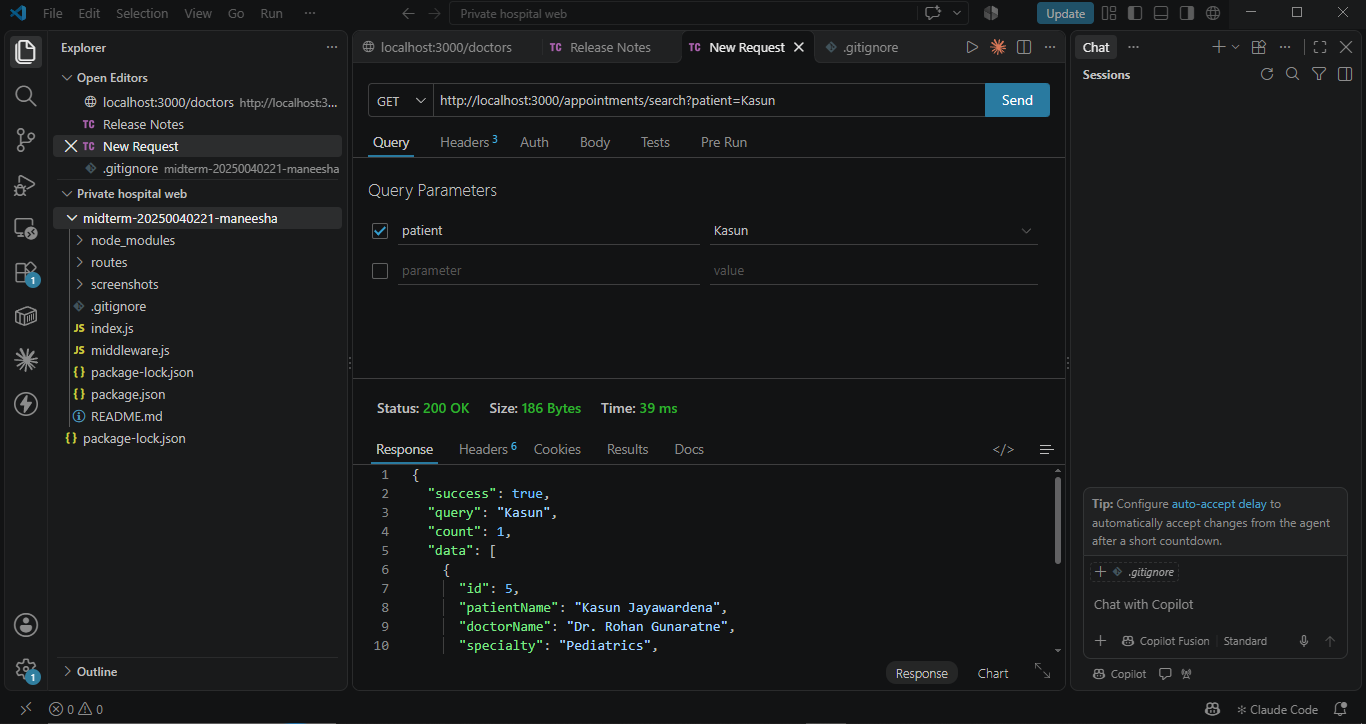 File Edit Selection View Go Run ··· Private hospital web Update
Explorer ···
Open Editors
localhost:3000/doctors http://localhost:3...
TC Release Notes
TC New Request
.gitignore midterm-20250040221-maneesha
Private hospital web
midterm-20250040221-maneesha
node_modules
routes
screenshots
.gitignore
JS index.js
JS middleware.js
{} package-lock.json
{} package.json
README.md
{} package-lock.json
Outline
1
1
localhost:3000/doctors TC Release Notes TC New Request .gitignore ···
GET http://localhost:3000/appointments/search?patient=Kasun Send
Query Headers 3 Auth Body Tests Pre Run
Query Parameters
patient Kasun
parameter value
Status: 200 OK Size: 186 Bytes Time: 39 ms
Response Headers 6 Cookies Results Docs </>
1 {
2 "success": true,
3 "query": "Kasun",
4 "count": 1,
5 "data": [
6 {
7 "id": 5,
8 "patientName": "Kasun Jayawardena",
9 "doctorName": "Dr. Rohan Gunaratne",
10 "specialty": "Pediatrics",
Response Chart
Chat ··· ···
Sessions
Tip: Configure auto-accept delay to
automatically accept changes from the agent
after a short countdown.
.gitignore
Chat with Copilot
Copilot Fusion Standard
Copilot
0 0 Claude Code